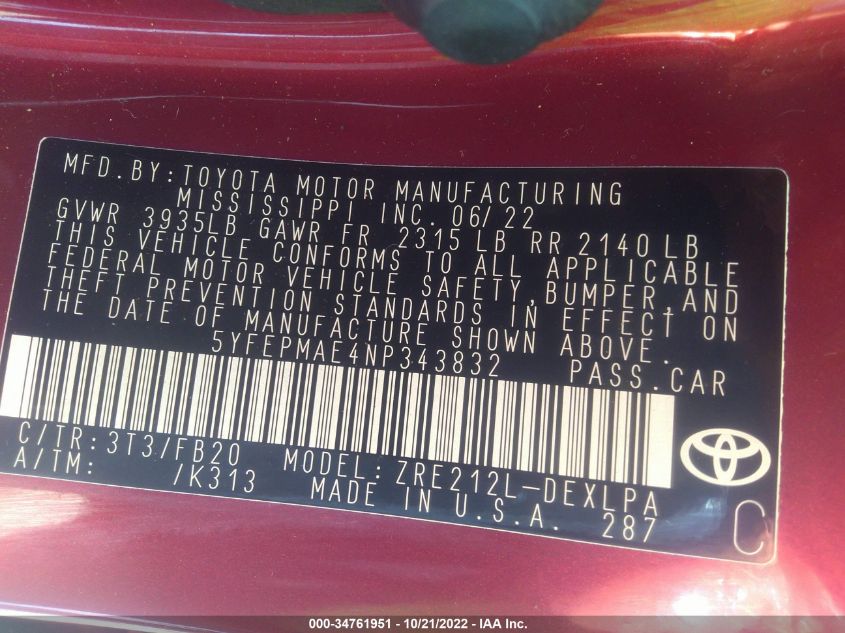 MFD.BY:TOYOTA MOTOR MANUFACTURING
MISSISSIPPI INC. 06/22
GVWR 3935LB GAWR FR 2315 LB RR 2140 LB
THIS VEHICLE CONFORMS TO ALL APPLICABLE
FEDERAL MOTOR VEHICLE SAFETY,BUMPER,AND
THEFT PREVENTION STANDARDS IN EFFECT ON
THE DATE OF MANUFACTURE SHOWN ABOVE.
5YFEPMAE4NP343832 PASS.CAR
C/TR:3T3/FB20 MODEL:ZRE212L-DEXLPA
A/TM: /K313 MADE IN U.S.A. 287
C
000-34761951 - 10/21/2022 - IAA Inc.